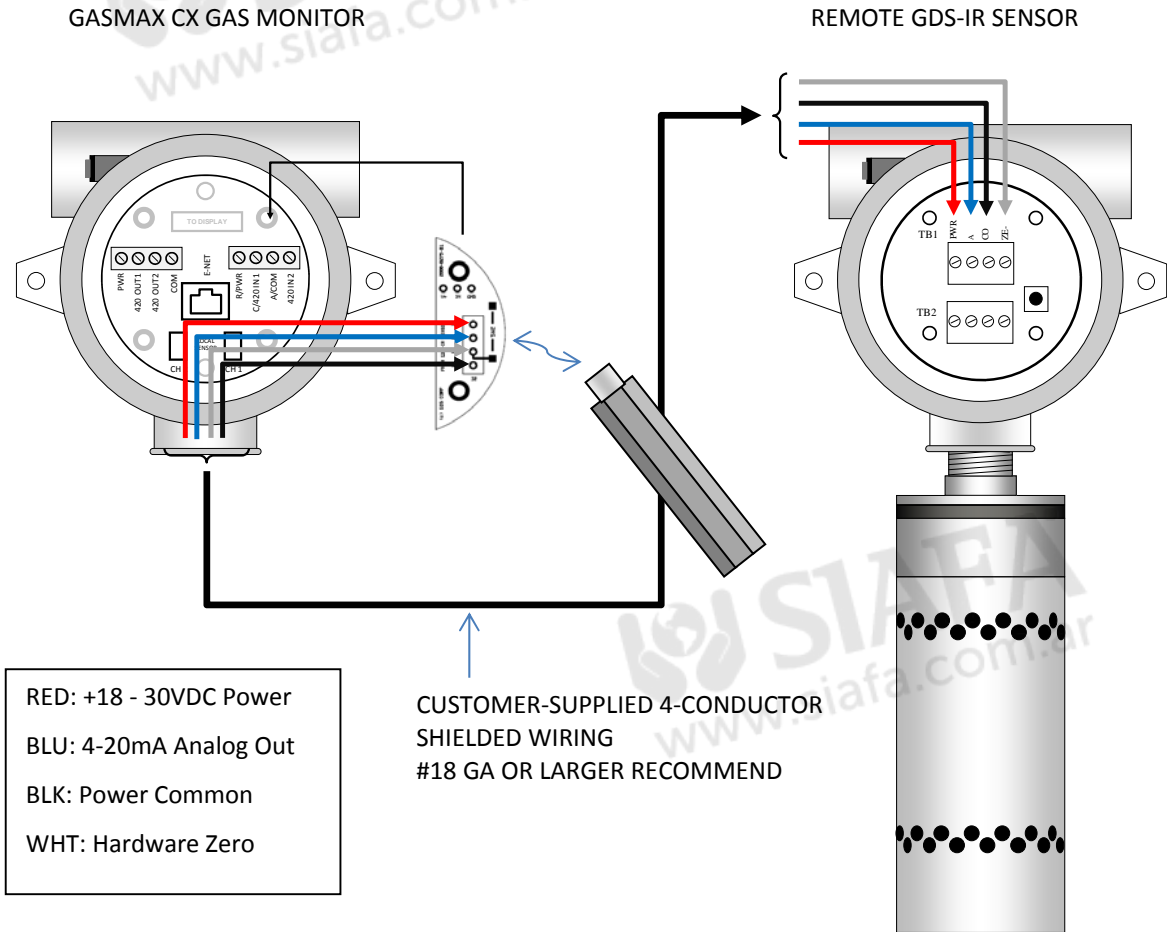 GASMAX CX GAS MONITOR
REMOTE GDS-IR SENSOR
www.siafa.com
TO DISPLAY
PWR
420 OUT1
420 OUT2
COM
E-NET
R/PWR
C/420IN1
A/COM
420IN2
CH
CH 1
TB1
PWR
A
CO
ZE-
TB2
SIAFA
www.siafa.com.ar
RED: +18 - 30VDC Power
BLU: 4-20mA Analog Out
BLK: Power Common
WHT: Hardware Zero
CUSTOMER-SUPPLIED 4-CONDUCTOR
SHIELDED WIRING
#18 GA OR LARGER RECOMMEND